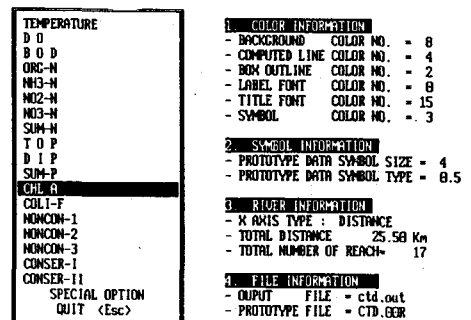 TEMPERATURE
D O
B O D
ORG-N
NH3-N
NO2-N
NO3-N
SUM-N
T O P
D I P
SUM-P
CHL A
COLI-F
NONCON-1
NONCON-2
NONCON-3
CONSER-I
CONSER-II
SPECIAL OPTION
QUIT <Esc>
1. COLOR INFORMATION
- BACKGROUND COLOR NO. = 8
- COMPUTED LINE COLOR NO. = 4
- BOX OUTLINE COLOR NO. = 2
- LABEL FONT COLOR NO. = 8
- TITLE FONT COLOR NO. = 15
- SYMBOL COLOR NO. = 3
2. SYMBOL INFORMATION
- PROTOTYPE DATA SYMBOL SIZE = 4
- PROTOTYPE DATA SYMBOL TYPE = 0.5
3. RIVER INFORMATION
- X AXIS TYPE : DISTANCE
- TOTAL DISTANCE 25.50 Km
- TOTAL NUMBER OF REACH= 17
4. FILE INFORMATION
- OUPUT FILE = ctd.out
- PROTOTYPE FILE =